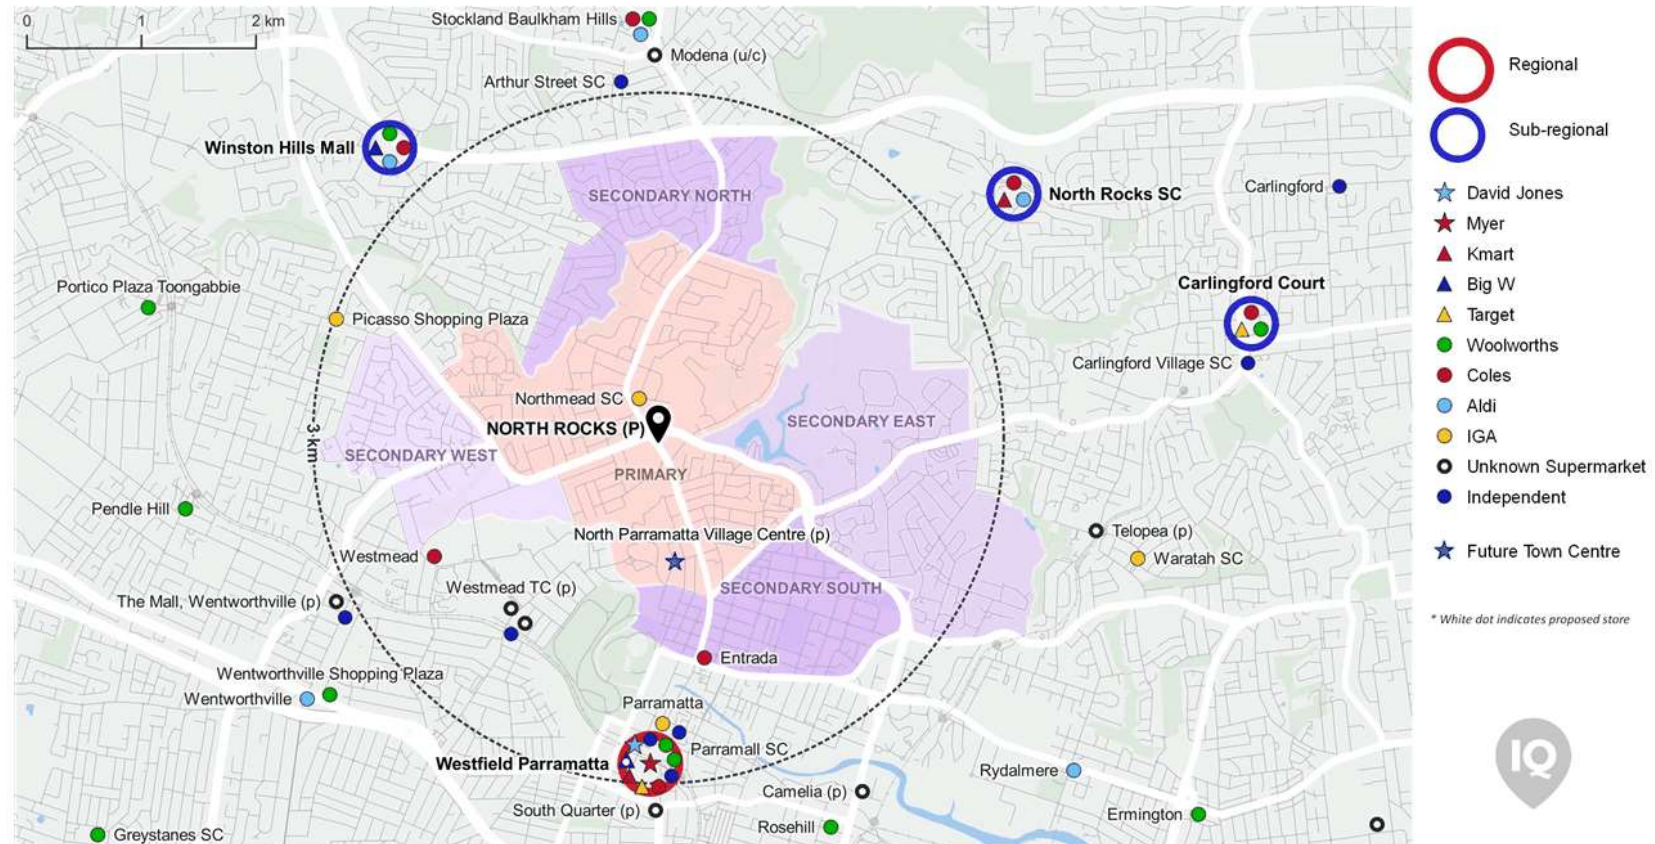 0 1 2 km
Stockland Baulkham Hills
Modena (u/c)
Arthur Street SC
Winston Hills Mall
SECONDARY NORTH
North Rocks SC
Carlingford
Portico Plaza Toongabbie
Picasso Shopping Plaza
Carlingford Court
Carlingford Village SC
Northmead SC
NORTH ROCKS (P)
SECONDARY EAST
3 km
SECONDARY WEST
PRIMARY
Pendle Hill
North Parramatta Village Centre (p)
Telopea (p)
Waratah SC
Westmead
Westmead TC (p)
SECONDARY SOUTH
The Mall, Wentworthville (p)
Entrada
Wentworthville Shopping Plaza
Wentworthville
Parramatta
Parramall SC
Westfield Parramatta
Rydalmere
Camelia (p)
South Quarter (p)
Rosehill
Ermington
Greystanes SC
Regional
Sub-regional
David Jones
Myer
Kmart
Big W
Target
Woolworths
Coles
Aldi
IGA
Unknown Supermarket
Independent
Future Town Centre
* White dot indicates proposed store
IQ